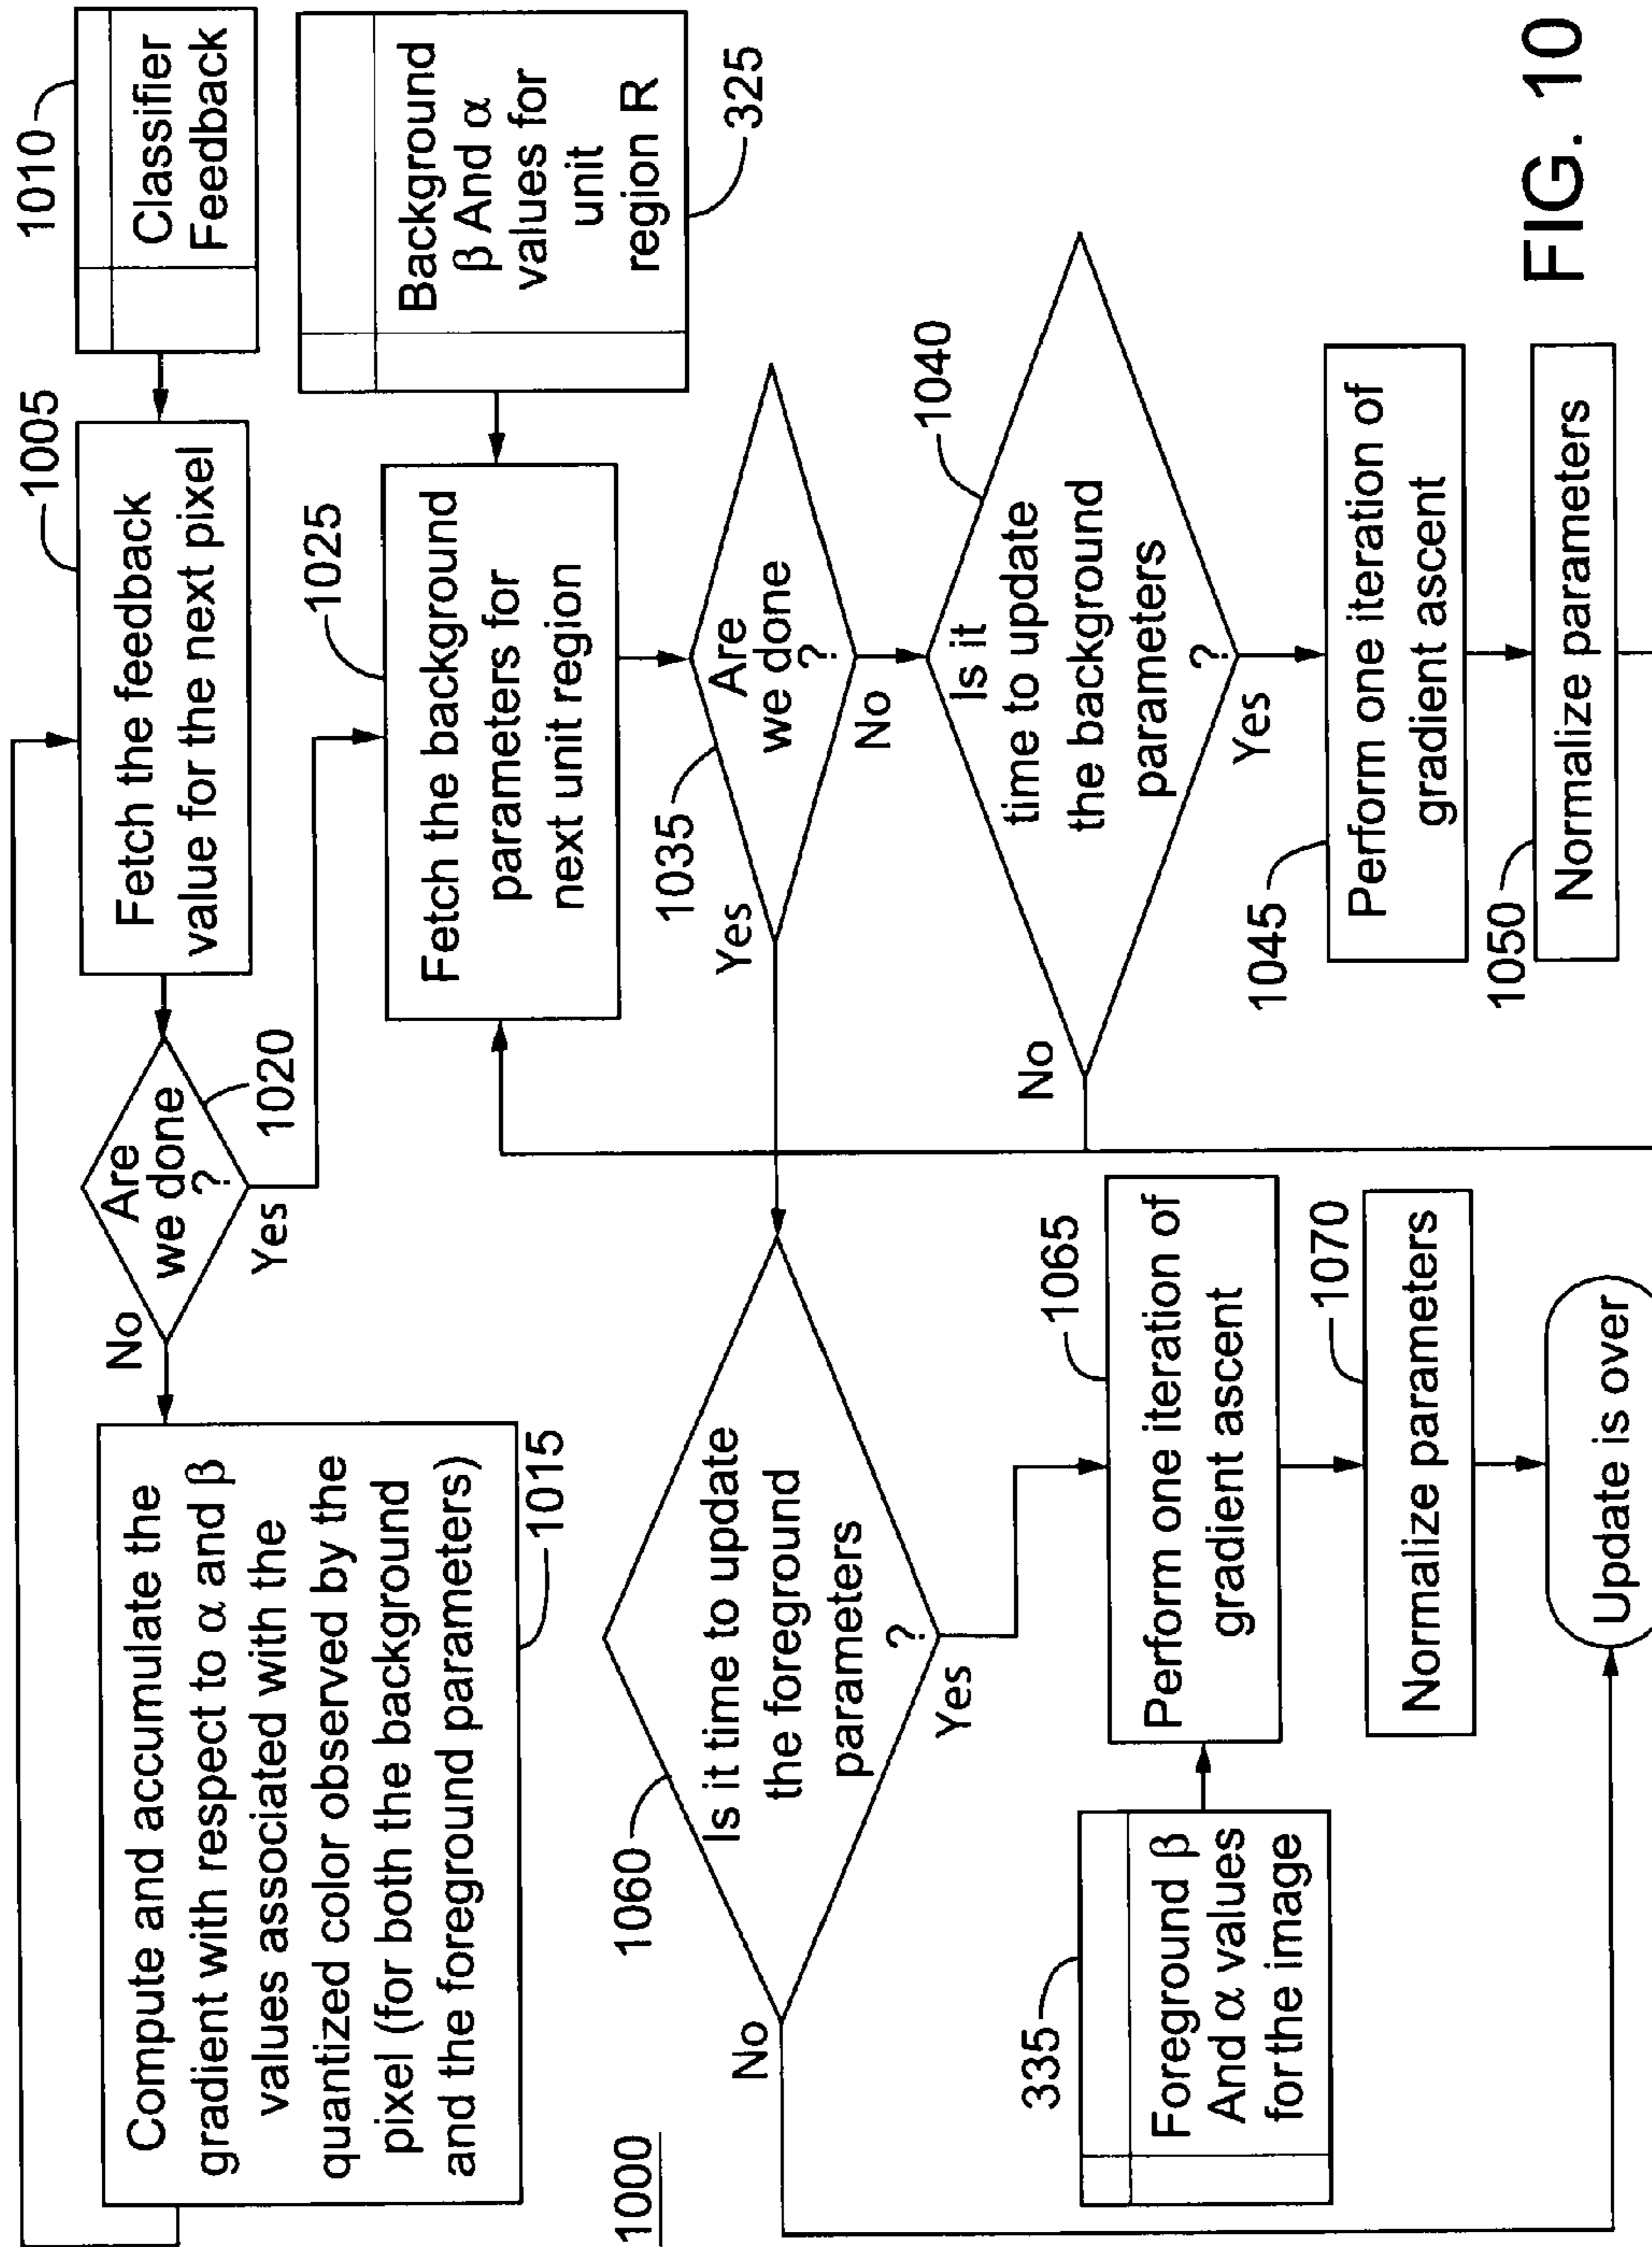 1010
Classifier
Feedback
1005
Fetch the feedback
value for the next pixel
Are
we done
?
1020
No
Yes
Compute and accumulate the
gradient with respect to α and β
values associated with the
quantized color observed by the
pixel (for both the background
and the foreground parameters)
1015
Background
β And α
values for
unit
region R
325
1025
Fetch the background
parameters for
next unit region
1035
Are
we done
?
Yes
No
1040
Is it
time to update
the background
parameters
?
No
Yes
1045
Perform one iteration of
gradient ascent
1050
Normalize parameters
1000
1060
Is it time to update
the foreground
parameters
?
No
Yes
1065
Perform one iteration of
gradient ascent
335
Foreground β
And α values
for the image
1070
Normalize parameters
Update is over
FIG. 10